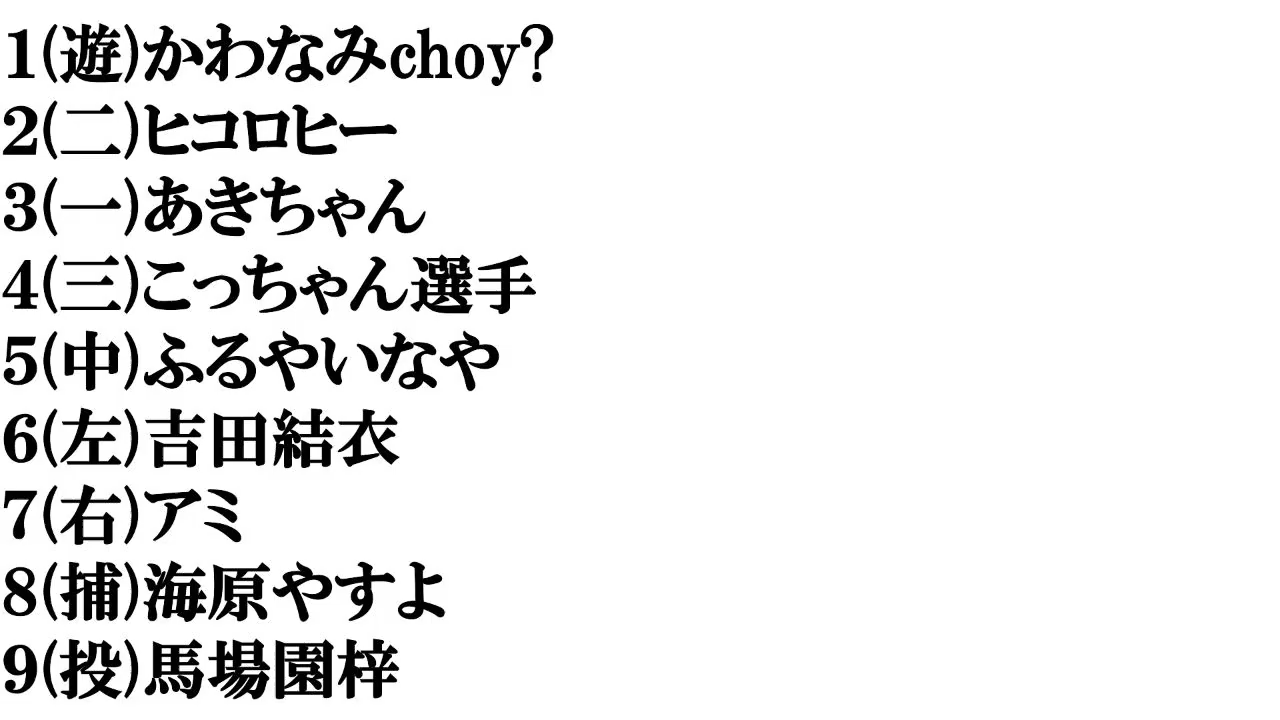 1(遊)かわなみchoy?
2(二)ヒコロヒー
3(一)あきちゃん
4(三)こっちゃん選手
5(中)ふるやいなや
6(左)吉田結衣
7(右)アミ
8(捕)海原やすよ
9(投)馬場園梓